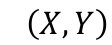 (X, Y)